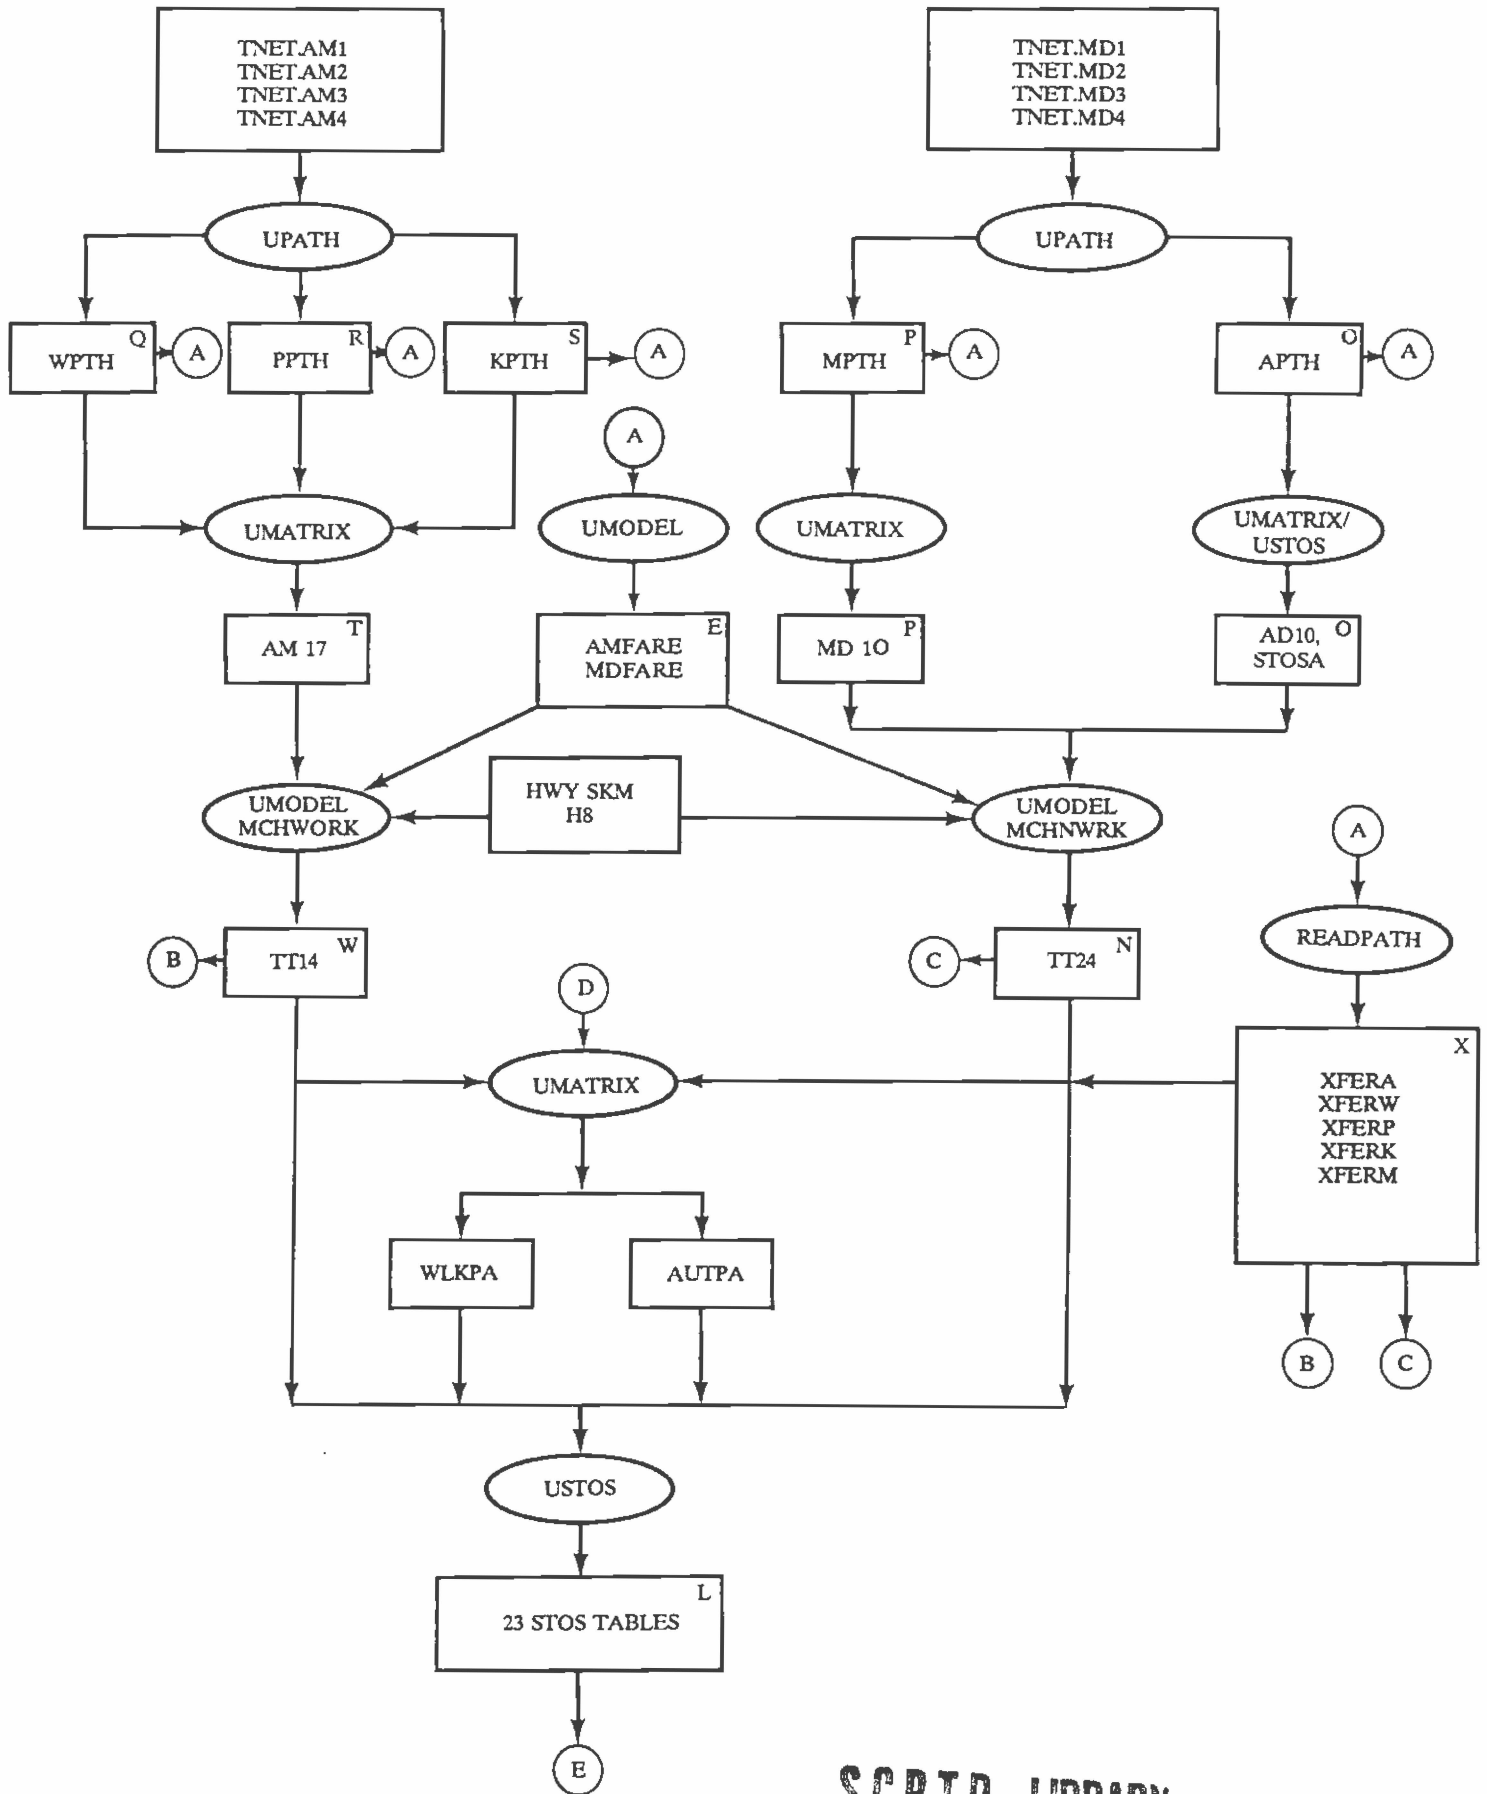 TNET.AM1
TNET.AM2
TNET.AM3
TNET.AM4
TNET.MD1
TNET.MD2
TNET.MD3
TNET.MD4
UPATH
UPATH
Q
WPTH
A
R
PPTH
A
S
KPTH
A
P
MPTH
A
O
APTH
A
A
UMATRIX
UMODEL
UMATRIX
UMATRIX/
USTOS
T
AM 17
E
AMFARE
MDFARE
P
MD 1O
O
AD10,
STOSA
UMODEL
MCHWORK
HWY SKM
H8
UMODEL
MCHNWRK
A
B
W
TT14
C
N
TT24
READPATH
D
UMATRIX
X
XFERA
XFERW
XFERP
XFERK
XFERM
WLKPA
AUTPA
B
C
USTOS
L
23 STOS TABLES
E
S.C.R.T.D. LIBRARY